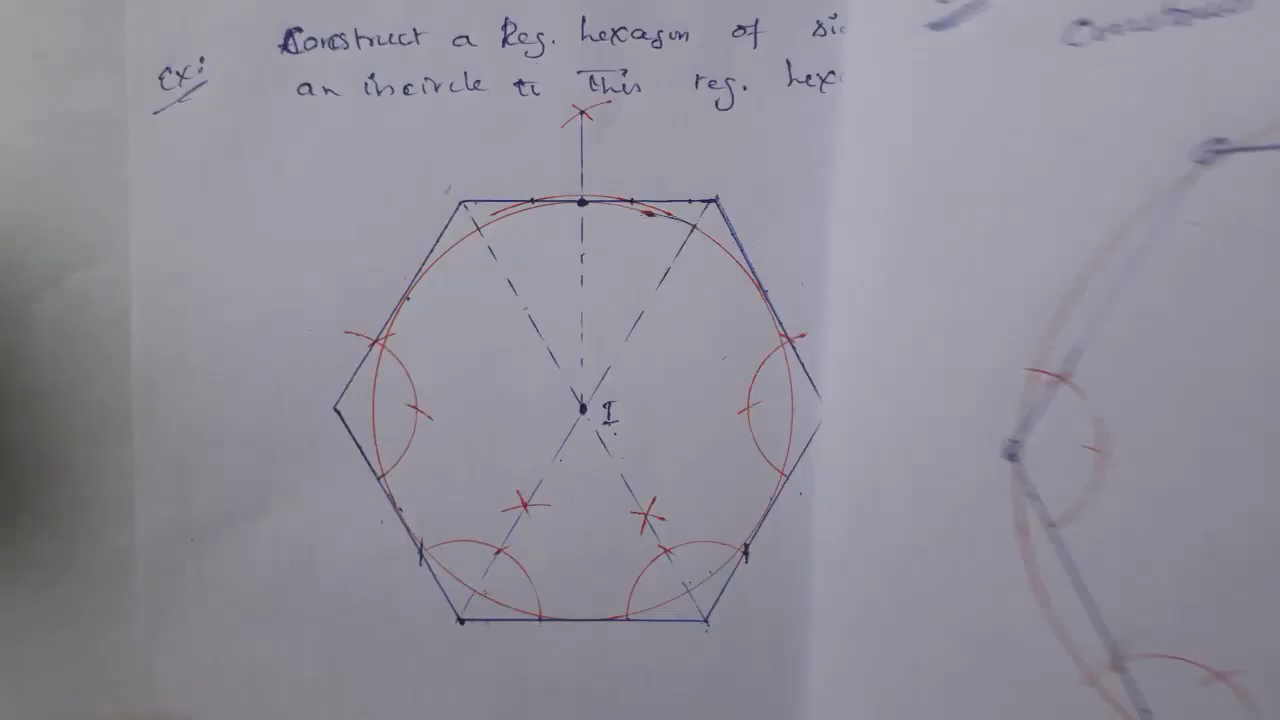 Construct a Reg. hexagon of
Ex:
an incircle to This reg.
I